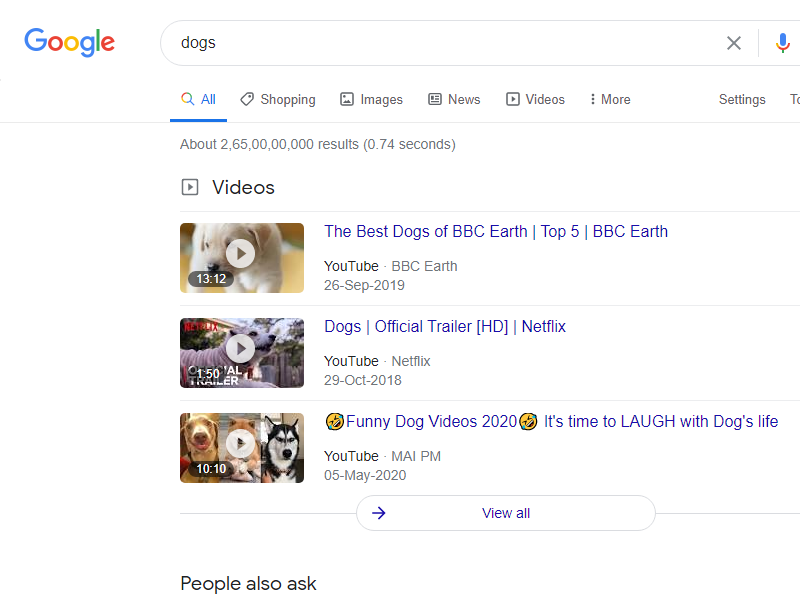 Google
dogs
All Shopping Images News Videos More Settings
About 2,65,00,00,000 results (0.74 seconds)
Videos
The Best Dogs of BBC Earth | Top 5 | BBC Earth
13:12
YouTube · BBC Earth
26-Sep-2019
NETFLIX
Dogs | Official Trailer [HD] | Netflix
1:50
TRAILER
YouTube · Netflix
29-Oct-2018
🤣Funny Dog Videos 2020🤣 It's time to LAUGH with Dog's life
10:10
YouTube · MAI PM
05-May-2020
View all
People also ask